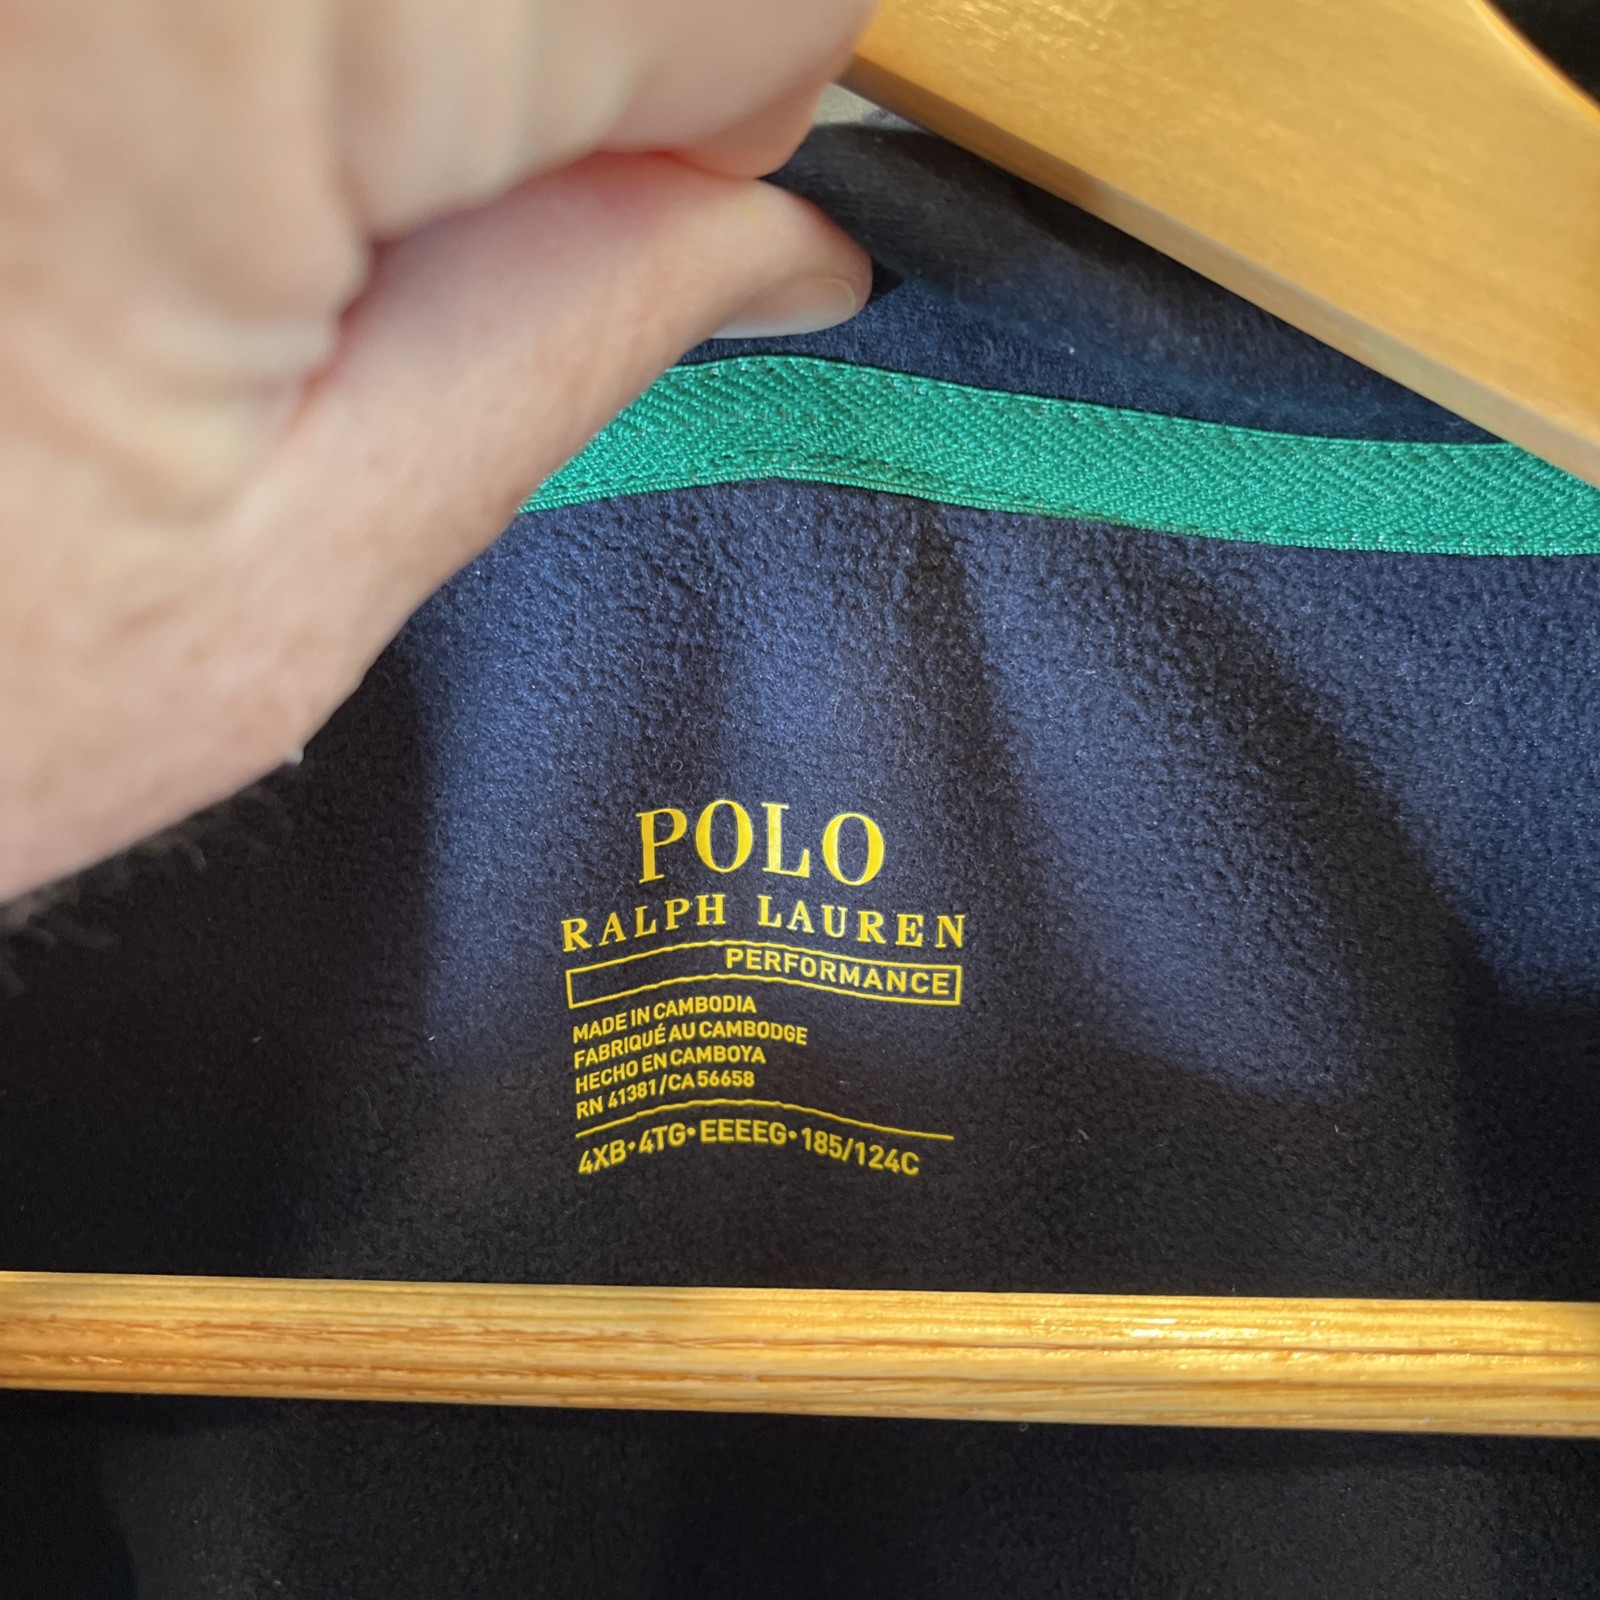 POLO
RALPH LAUREN
PERFORMANCE
MADE IN CAMBODIA
FABRIQUÉ AU CAMBODGE
HECHO EN CAMBOYA
RN 41381/CA 56658
4XB•4TG•EEEEG•185/124C